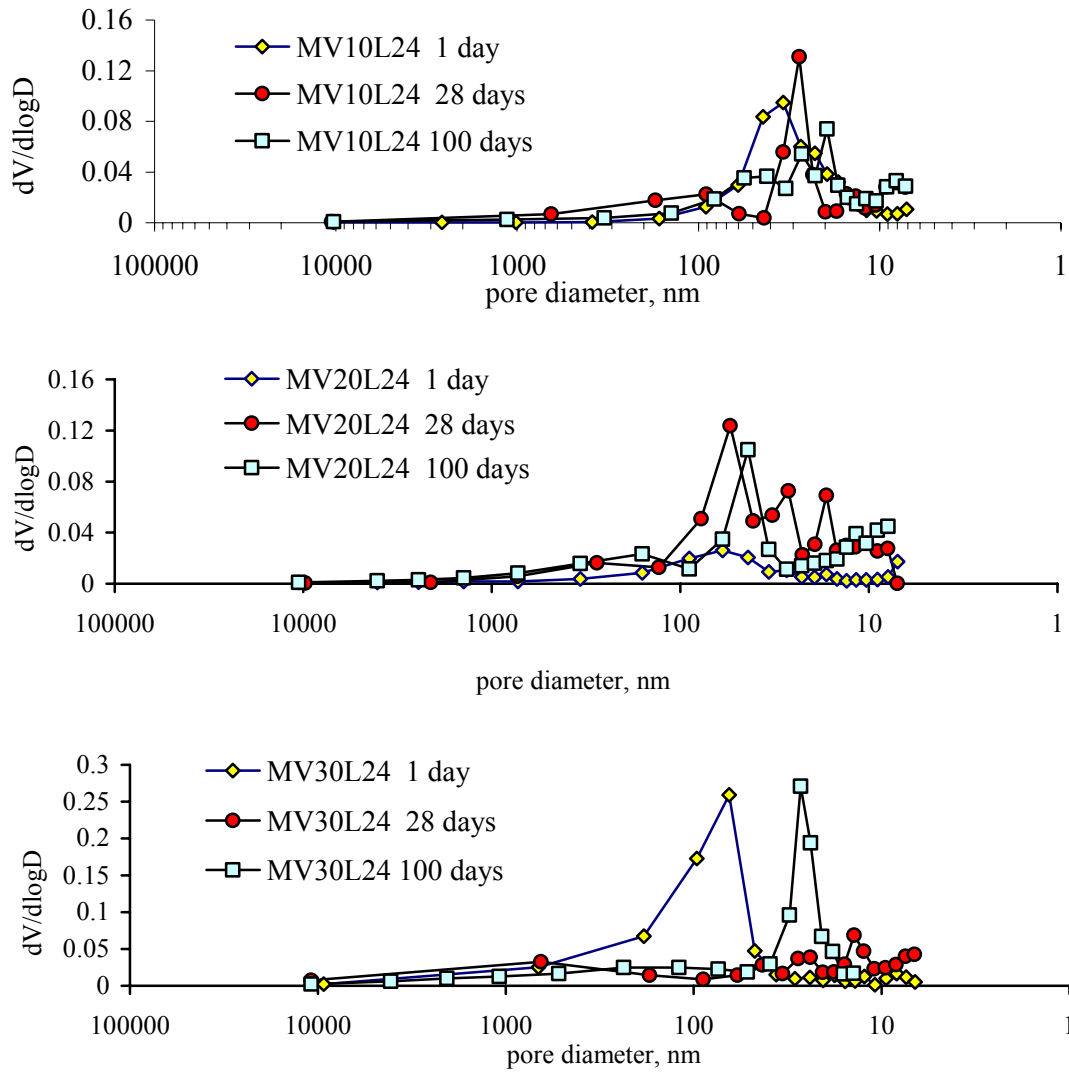 0.16
MV10L24 1 day
0.12
MV10L24 28 days
0.08
MV10L24 100 days
0.04
0
dV/dlogD
100000 10000 1000 100 10 1
pore diameter, nm
0.16
MV20L24 1 day
0.12
MV20L24 28 days
0.08
MV20L24 100 days
0.04
0
dV/dlogD
100000 10000 1000 100 10 1
pore diameter, nm
0.3
MV30L24 1 day
0.25
0.2
MV30L24 28 days
0.15
MV30L24 100 days
0.1
0.05
0
dV/dlogD
100000 10000 1000 100 10 1
pore diameter, nm